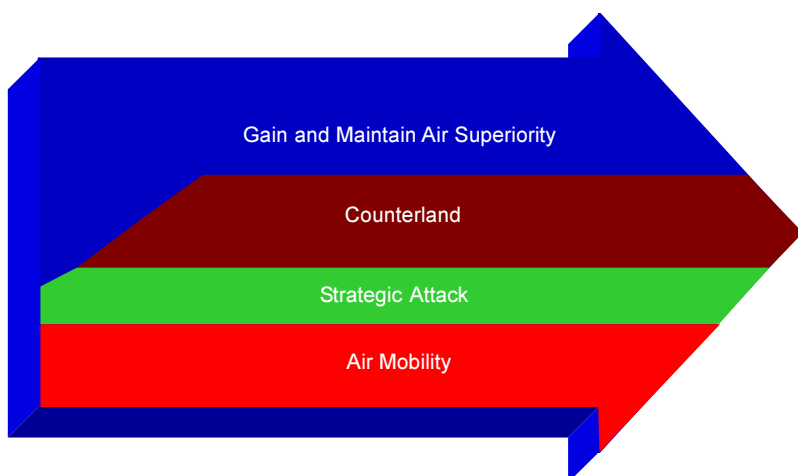 Gain and Maintain Air Superiority
Counterland
Strategic Attack
Air Mobility